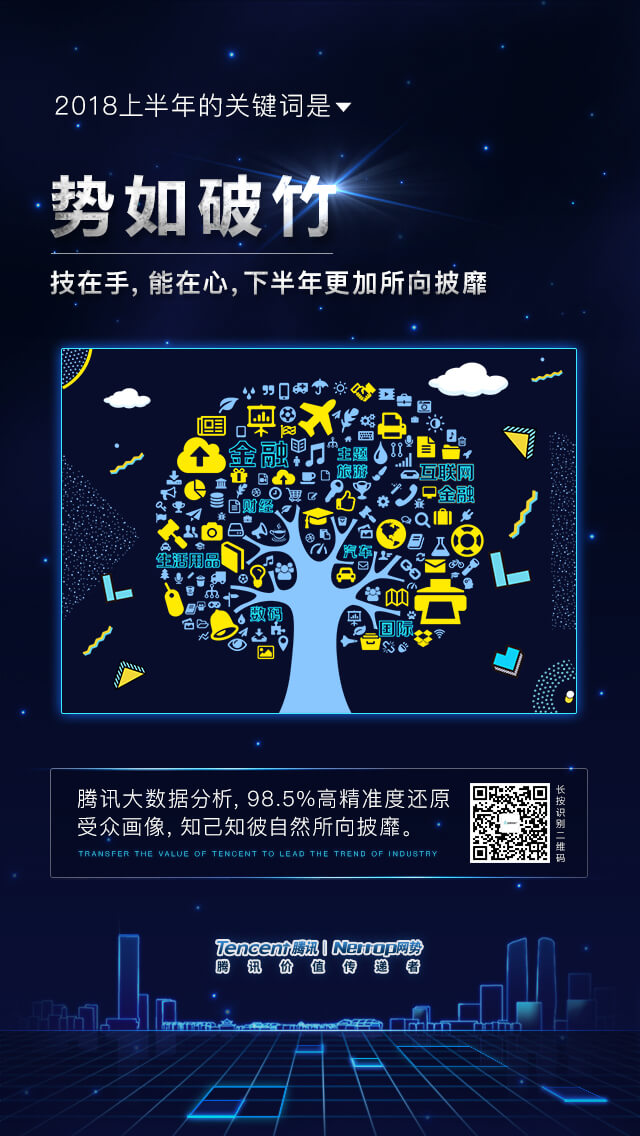 2018上半年的关键词是
势如破竹
技在手, 能在心, 下半年更加所向披靡
金融
主题
旅游
互联网
金融
财经
汽车
生活用品
数码
国际
腾讯大数据分析, 98.5%高精准度还原
受众画像, 知己知彼自然所向披靡。
TRANSFER THE VALUE OF TENCENT TO LEAD THE TREND OF INDUSTRY
长按识别二维码
Tencent腾讯 | Nettop网势
腾讯价值传递者